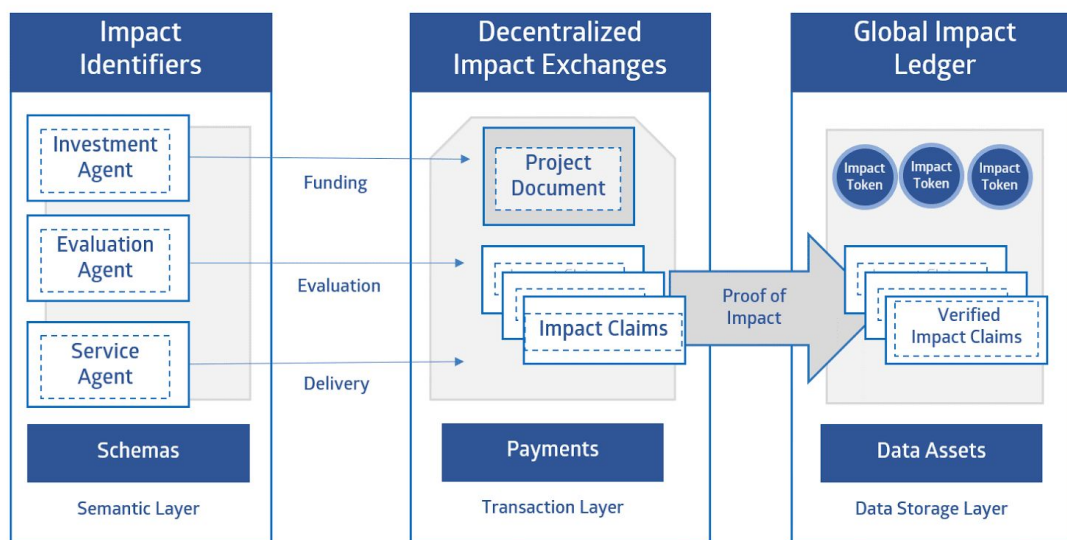 Impact
Identifiers
Investment
Agent
Evaluation
Agent
Service
Agent
Schemas
Semantic Layer
Funding
Evaluation
Delivery
Decentralized
Impact Exchanges
Project
Document
Impact Claims
Payments
Transaction Layer
Proof of
Impact
Global Impact
Ledger
Impact
Token
Impact
Token
Impact
Token
Verified
Impact Claims
Data Assets
Data Storage Layer